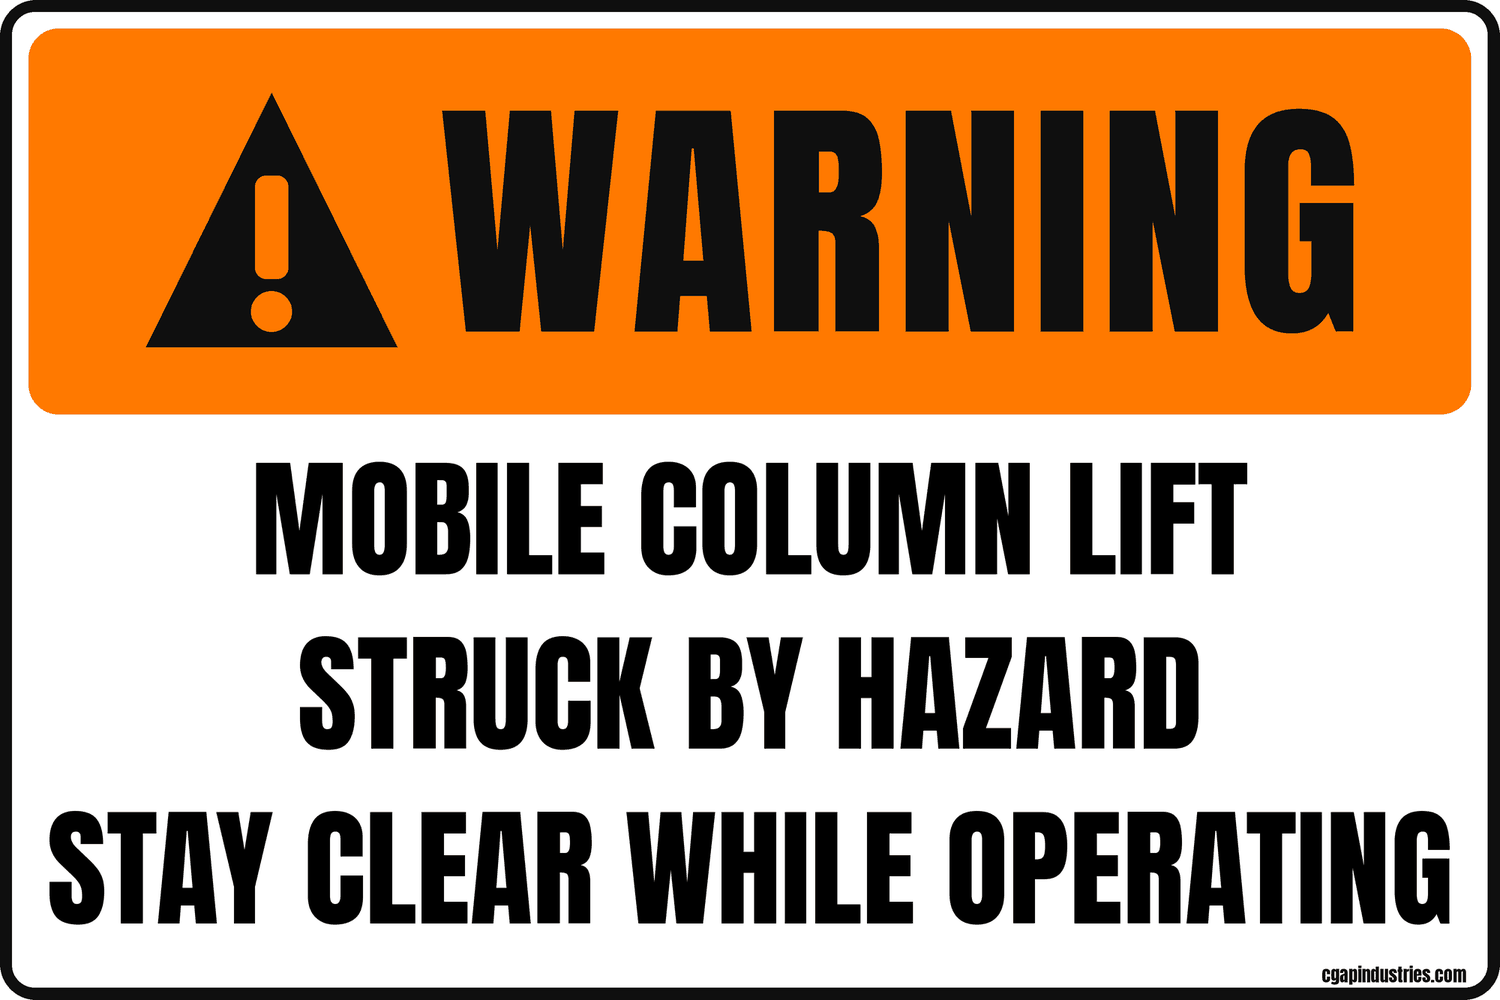 WARNING
MOBILE COLUMN LIFT
STRUCK BY HAZARD
STAY CLEAR WHILE OPERATING
cgapindustries.com